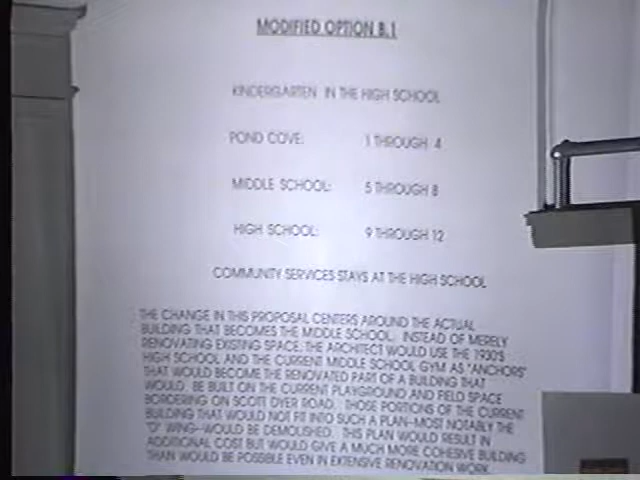 MODIFIED OPTION B.1
KINDERGARTEN IN THE HIGH SCHOOL
POND COVE: 1 THROUGH 4
MIDDLE SCHOOL: 5 THROUGH 8
HIGH SCHOOL: 9 THROUGH 12
COMMUNITY SERVICES STAYS AT THE HIGH SCHOOL
THE CHANGE IN THIS PROPOSAL CENTERS AROUND THE ACTUAL
BUILDING THAT BECOMES THE MIDDLE SCHOOL. INSTEAD OF MERELY
RENOVATING EXISTING SPACE, THE ARCHITECT WOULD USE THE 1930'S
HIGH SCHOOL AND THE CURRENT MIDDLE SCHOOL GYM AS "ANCHORS"
THAT WOULD BECOME THE RENOVATED PART OF A BUILDING THAT
WOULD BE BUILT ON THE CURRENT PLAYGROUND AND FIELD SPACE
BORDERING ON SCOTT DYER ROAD. THOSE PORTIONS OF THE CURRENT
BUILDING THAT WOULD NOT FIT INTO SUCH A PLAN--MOST NOTABLY THE
"D" WING--WOULD BE DEMOLISHED. THIS PLAN WOULD RESULT IN
ADDITIONAL COST BUT WOULD GIVE A MUCH MORE COHESIVE BUILDING
THAN WOULD BE POSSIBLE EVEN IN EXTENSIVE RENOVATION WORK.